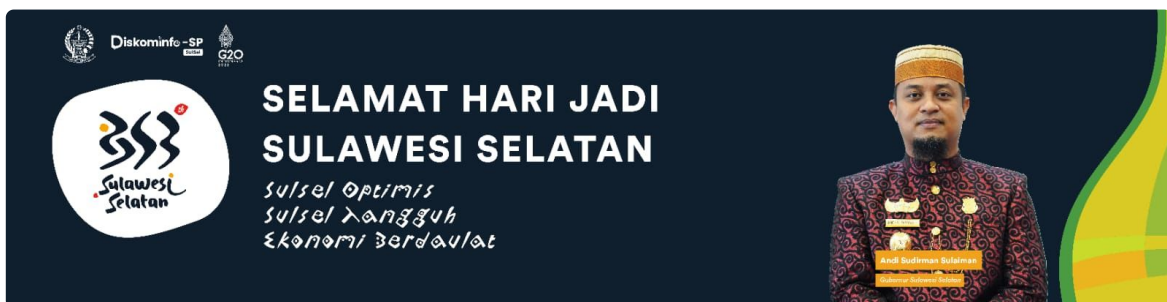 Diskominfo-SP
SulSel
G20
353th
Sulawesi
Selatan
SELAMAT HARI JADI
SULAWESI SELATAN
Sulsel Optimis
Sulsel Tangguh
Ekonomi Berdaulat
Andi Sudirman Sulaiman
Gubernur Sulawesi Selatan